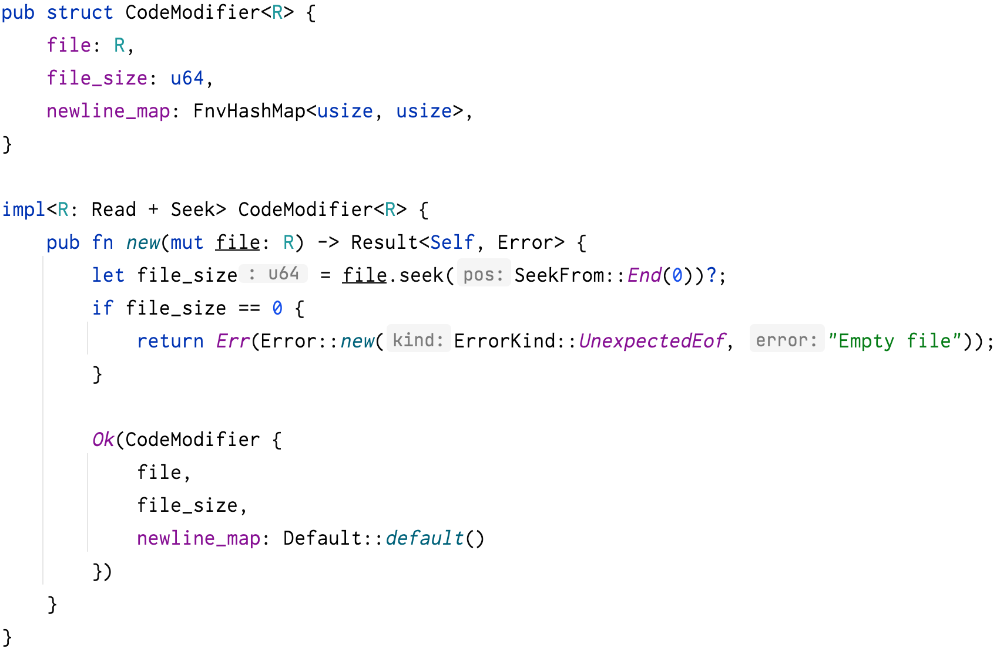 pub struct CodeModifier<R> {
    file: R,
    file_size: u64,
    newline_map: FnvHashMap<usize, usize>,
}

impl<R: Read + Seek> CodeModifier<R> {
    pub fn new(mut file: R) -> Result<Self, Error> {
        let file_size: u64 = file.seek(pos: SeekFrom::End(0))?;
        if file_size == 0 {
            return Err(Error::new(kind: ErrorKind::UnexpectedEof, error: "Empty file"));
        }

        Ok(CodeModifier {
            file,
            file_size,
            newline_map: Default::default()
        })
    }
}